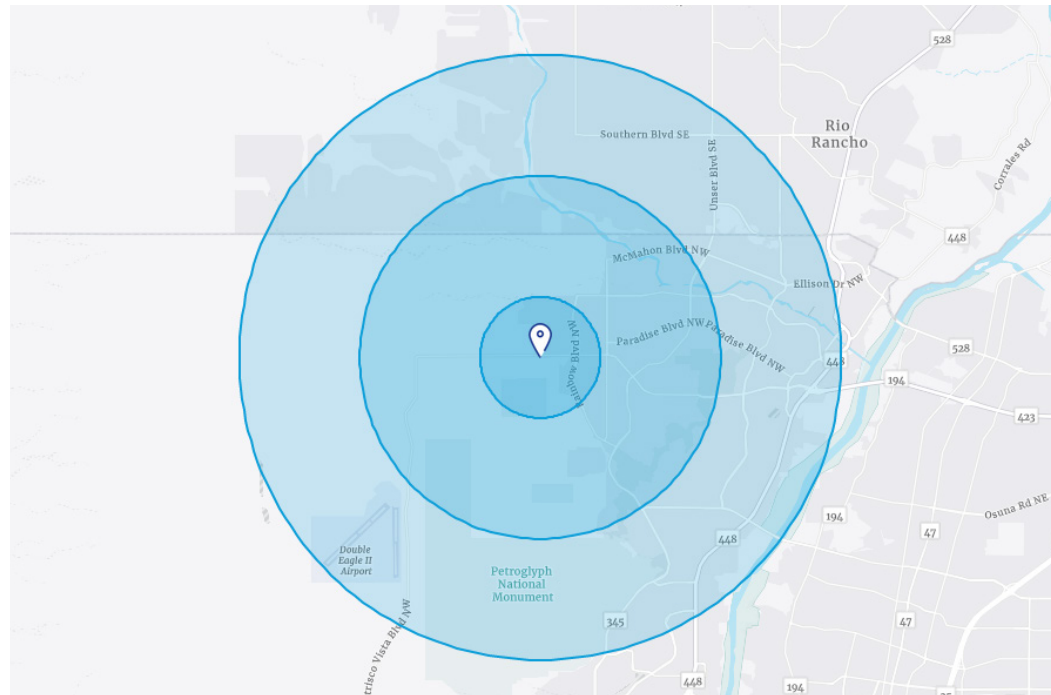 528
Southern Blvd SE
Rio
Rancho
Unser Blvd SE
Corrales Rd
448
McMahon Blvd NW
Ellison Dr NW
Paradise Blvd NW
Paradise Blvd NW
Rainbow Blvd NW
448
528
194
423
Osuna Rd NE
194
47
448
Double
Eagle II
Airport
Petroglyph
National
Monument
345
47
448
194